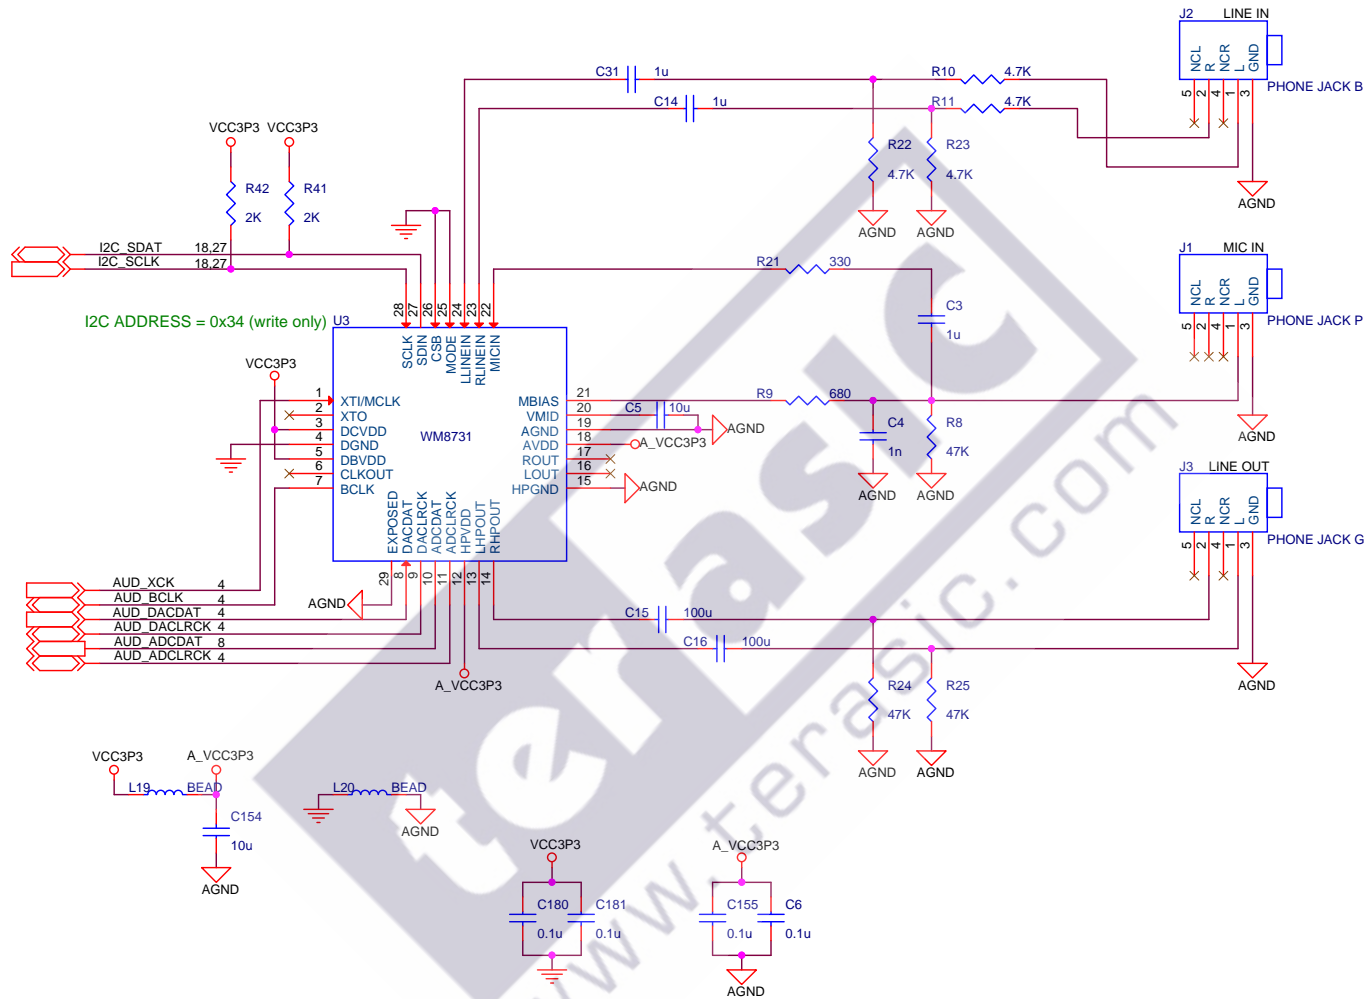 J2 LINE IN
NCL R NCR L GND
5 2 4 1 3
PHONE JACK B
AGND
C31 1u
R10 4.7K
C14 1u
R11 4.7K
R22 4.7K
R23 4.7K
AGND AGND
VCC3P3 VCC3P3
R42 2K
R41 2K
I2C_SDAT 18,27
I2C_SCLK 18,27
J1 MIC IN
NCL R NCR L GND
5 2 4 1 3
PHONE JACK P
AGND
R21 330
C3 1u
I2C ADDRESS = 0x34 (write only)
U3
28 27 26 25 24 23 22
SCLK SDIN CSB MODE LLINEIN RLINEIN MICIN
VCC3P3
1 XTI/MCLK
2 XTO
3 DCVDD
4 DGND
5 DBVDD
6 CLKOUT
7 BCLK
WM8731
MBIAS 21
VMID 20
AGND 19
AVDD 18
ROUT 17
LOUT 16
HPGND 15
EXPOSED DACDAT DACLRCK ADCDAT ADCLRCK HPVDD LHPOUT RHPOUT
29 8 9 10 11 12 13 14
R9 680
C5 10u
AGND
A_VCC3P3
AGND
C4 1n
R8 47K
AGND AGND
J3 LINE OUT
NCL R NCR L GND
5 2 4 1 3
PHONE JACK G
AGND
AUD_XCK 4
AUD_BCLK 4
AUD_DACDAT 4
AUD_DACLRCK 4
AUD_ADCDAT 8
AUD_ADCLRCK 4
AGND
A_VCC3P3
C15 100u
C16 100u
R24 47K
R25 47K
AGND AGND
VCC3P3 A_VCC3P3
L19 BEAD
C154 10u
AGND
L20 BEAD
AGND
VCC3P3
C180 0.1u
C181 0.1u
A_VCC3P3
C155 0.1u
C6 0.1u
AGND
terasic
www.terasic.com